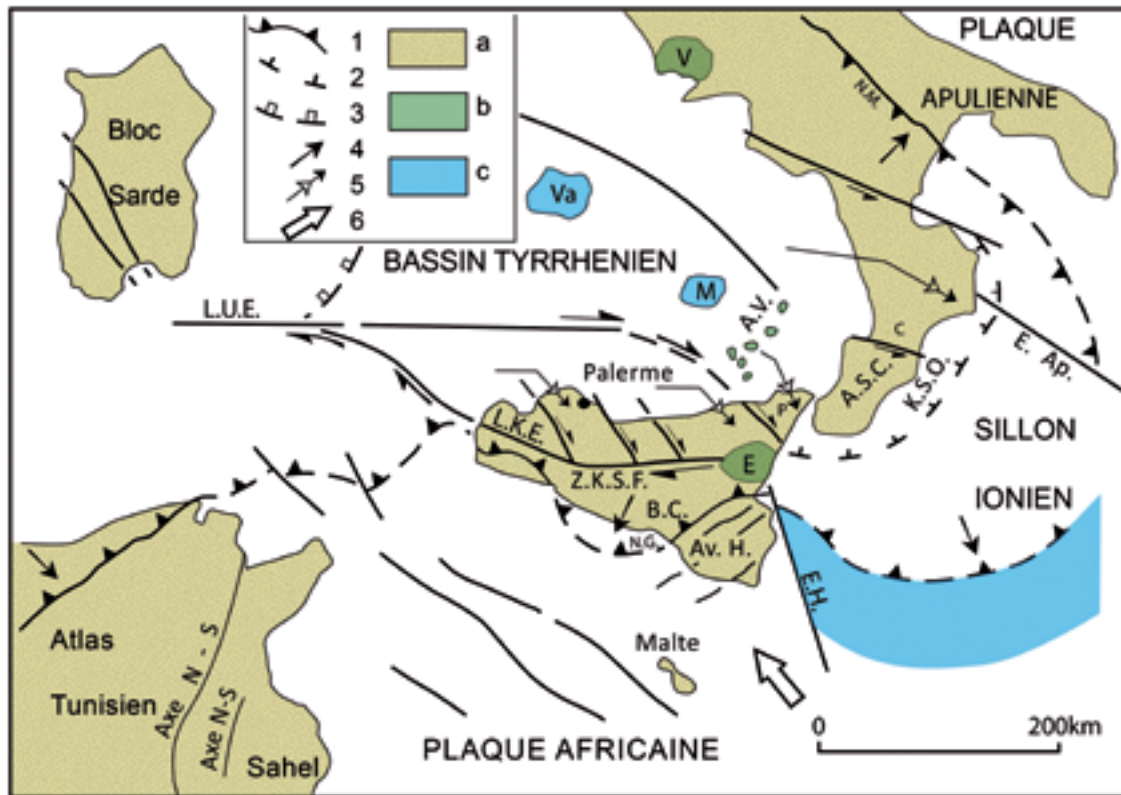 1
2
3
4
5
6
a
b
c
PLAQUE
APULIENNE
N.M.
V
Bloc
Sarde
Va
BASSIN TYRRHENIEN
M
A.V.
L.U.E.
C
A.S.C.
K.S.O.
E. Ap.
Palerme
P
L.K.E.
SILLON
E
Z.K.S.F.
IONIEN
B.C.
N.G.
Av. H.
E.H.
Atlas
Tunisien
Axe N - S
Axe N-S
Sahel
Malte
0 200km
PLAQUE AFRICAINE